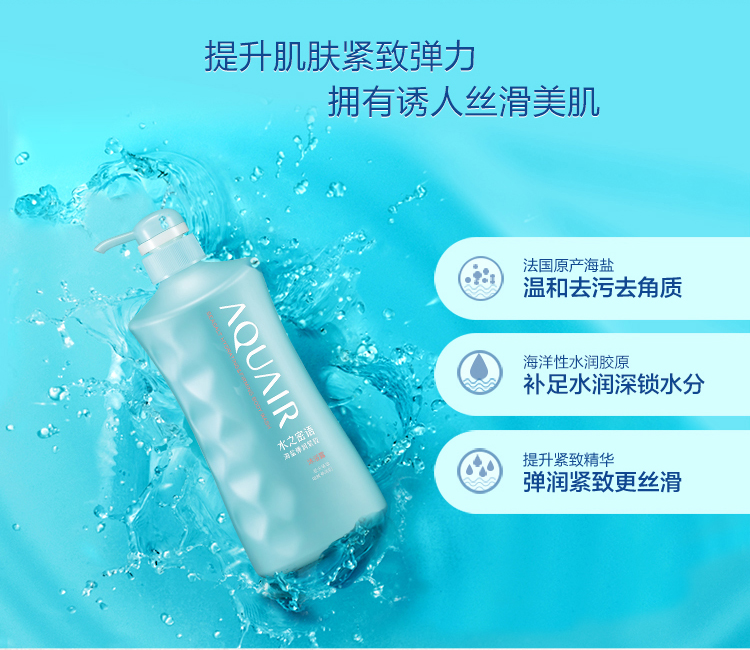 提升肌肤紧致弹力
拥有诱人丝滑美肌
法国原产海盐
温和去污去角质
海洋性水润胶原
补足水润深锁水分
提升紧致精华
弹润紧致更丝滑
AQUAIR
水之密语